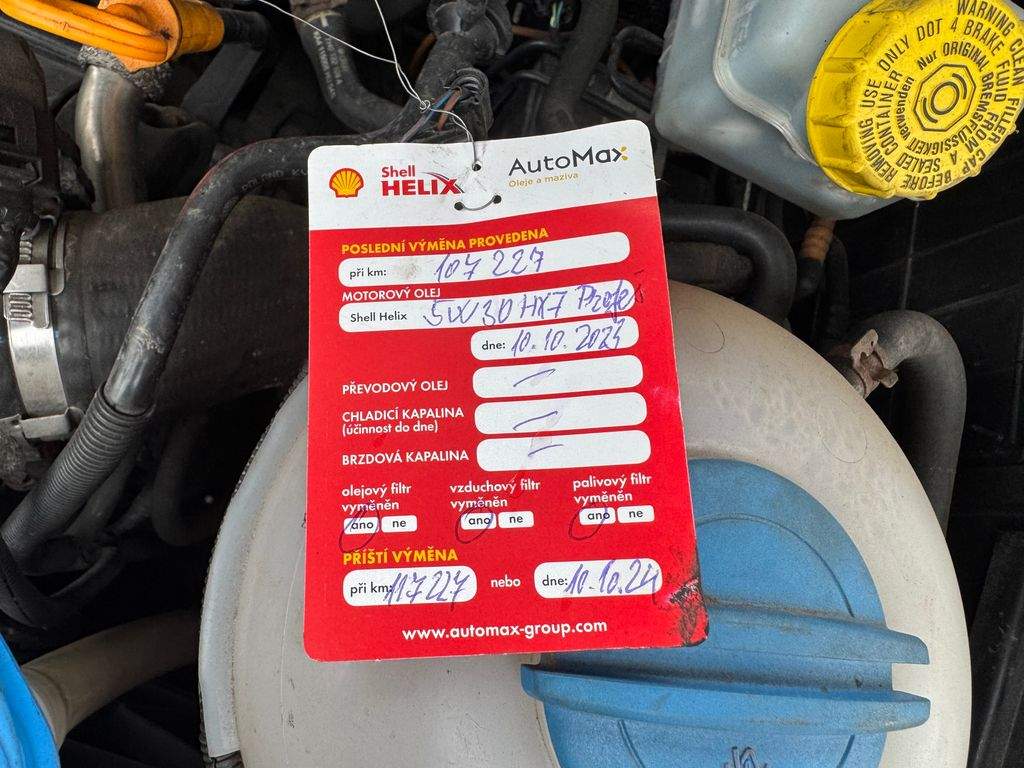 Shell
HELIX
AutoMax
Oleje a maziva
POSLEDNÍ VÝMĚNA PROVEDENA
při km: 107 227
MOTOROVÝ OLEJ
Shell Helix 5W30 HX7 Profes
dne: 10.10.2023
PŘEVODOVÝ OLEJ
CHLADICÍ KAPALINA
(účinnost do dne)
BRZDOVÁ KAPALINA
olejový filtr vyměněn
ano ne
vzduchový filtr vyměněn
ano ne
palivový filtr vyměněn
ano ne
PŘÍŠTÍ VÝMĚNA
při km: 117227 nebo dne: 10.10.24
www.automax-group.com
WARNING CLEAN FILLER CAP BEFORE REMOVING USE ONLY DOT 4 BRAKE FLUID FROM A SEALED CONTAINER
Nur ORIGINAL BREMSFLÜSSIGKEIT verwenden